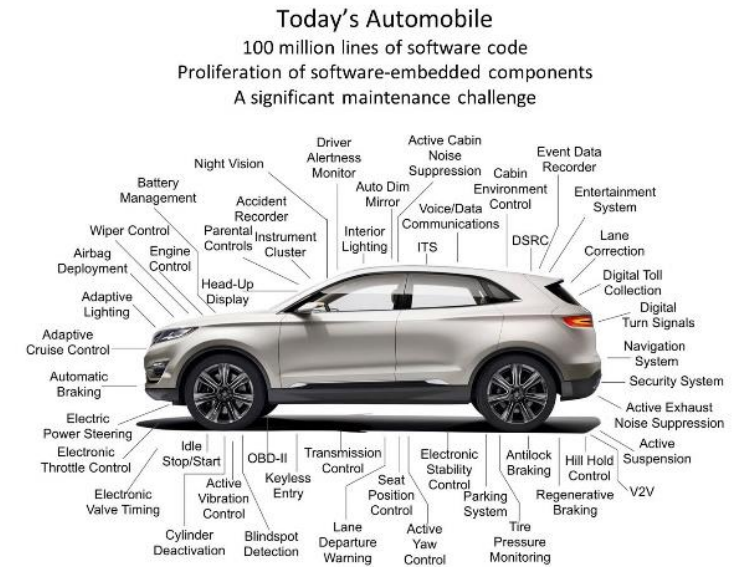 Today's Automobile
100 million lines of software code
Proliferation of software-embedded components
A significant maintenance challenge
Driver
Alertness
Monitor
Active Cabin
Noise
Suppression
Event Data
Recorder
Night Vision
Cabin
Environment
Control
Battery
Management
Auto Dim
Mirror
Entertainment
System
Accident
Recorder
Voice/Data
Communications
Wiper Control
Parental
Controls
Instrument
Cluster
Interior
Lighting
ITS
DSRC
Lane
Correction
Airbag
Deployment
Engine
Control
Head-Up
Display
Digital Toll
Collection
Adaptive
Lighting
Digital
Turn Signals
Adaptive
Cruise Control
Navigation
System
Automatic
Braking
Security System
Electric
Power Steering
Active Exhaust
Noise Suppression
Electronic
Throttle Control
Idle
Stop/Start
OBD-II
Transmission
Control
Electronic
Stability
Control
Antilock
Braking
Hill Hold
Control
Active
Suspension
Electronic
Valve Timing
Active
Vibration
Control
Keyless
Entry
Seat
Position
Control
Parking
System
Regenerative
Braking
V2V
Cylinder
Deactivation
Blindspot
Detection
Lane
Departure
Warning
Active
Yaw
Control
Tire
Pressure
Monitoring